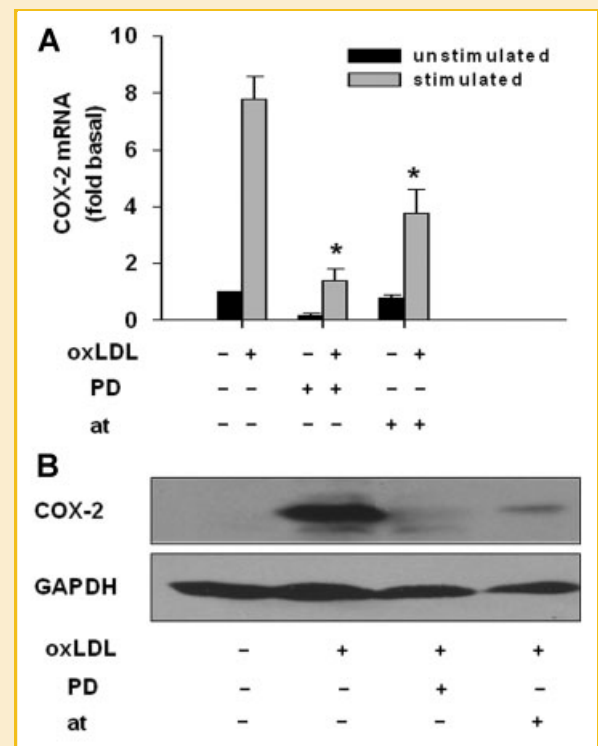 A
10
8
6
4
2
0
COX-2 mRNA
(fold basal)
unstimulated
stimulated
*
*
oxLDL – + – + – +
PD – – + + – –
at – – – – + +
B
COX-2
GAPDH
oxLDL – + + +
PD – – + –
at – – – +